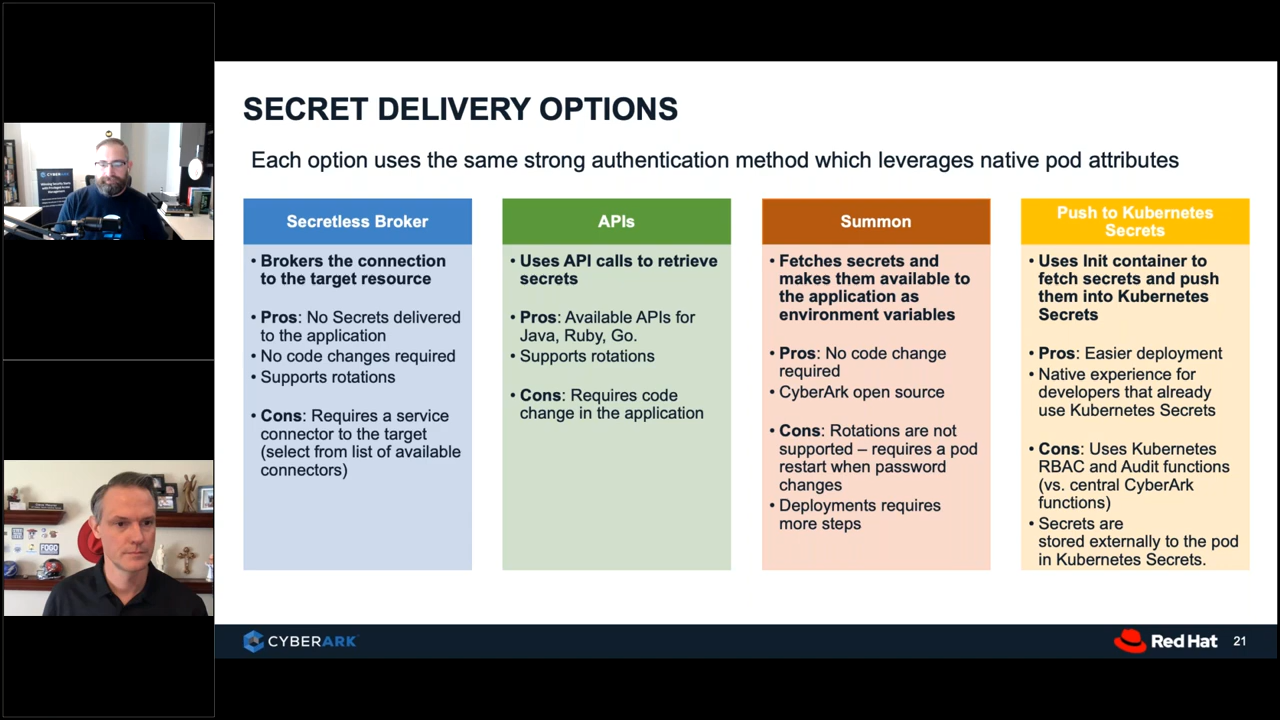 SECRET DELIVERY OPTIONS
Each option uses the same strong authentication method which leverages native pod attributes
Secretless Broker
• Brokers the connection
to the target resource
• Pros: No Secrets delivered
to the application
• No code changes required
• Supports rotations
• Cons: Requires a service
connector to the target
(select from list of available
connectors)
APIs
• Uses API calls to retrieve
secrets
• Pros: Available APIs for
Java, Ruby, Go.
• Supports rotations
• Cons: Requires code
change in the application
Summon
• Fetches secrets and
makes them available to
the application as
environment variables
• Pros: No code change
required
• CyberArk open source
• Cons: Rotations are not
supported – requires a pod
restart when password
changes
• Deployments requires
more steps
Push to Kubernetes
Secrets
• Uses Init container to
fetch secrets and push
them into Kubernetes
Secrets
• Pros: Easier deployment
• Native experience for
developers that already
use Kubernetes Secrets
• Cons: Uses Kubernetes
RBAC and Audit functions
(vs. central CyberArk
functions)
• Secrets are
stored externally to the pod
in Kubernetes Secrets.
CYBERARK
Red Hat
21
CYBERARK